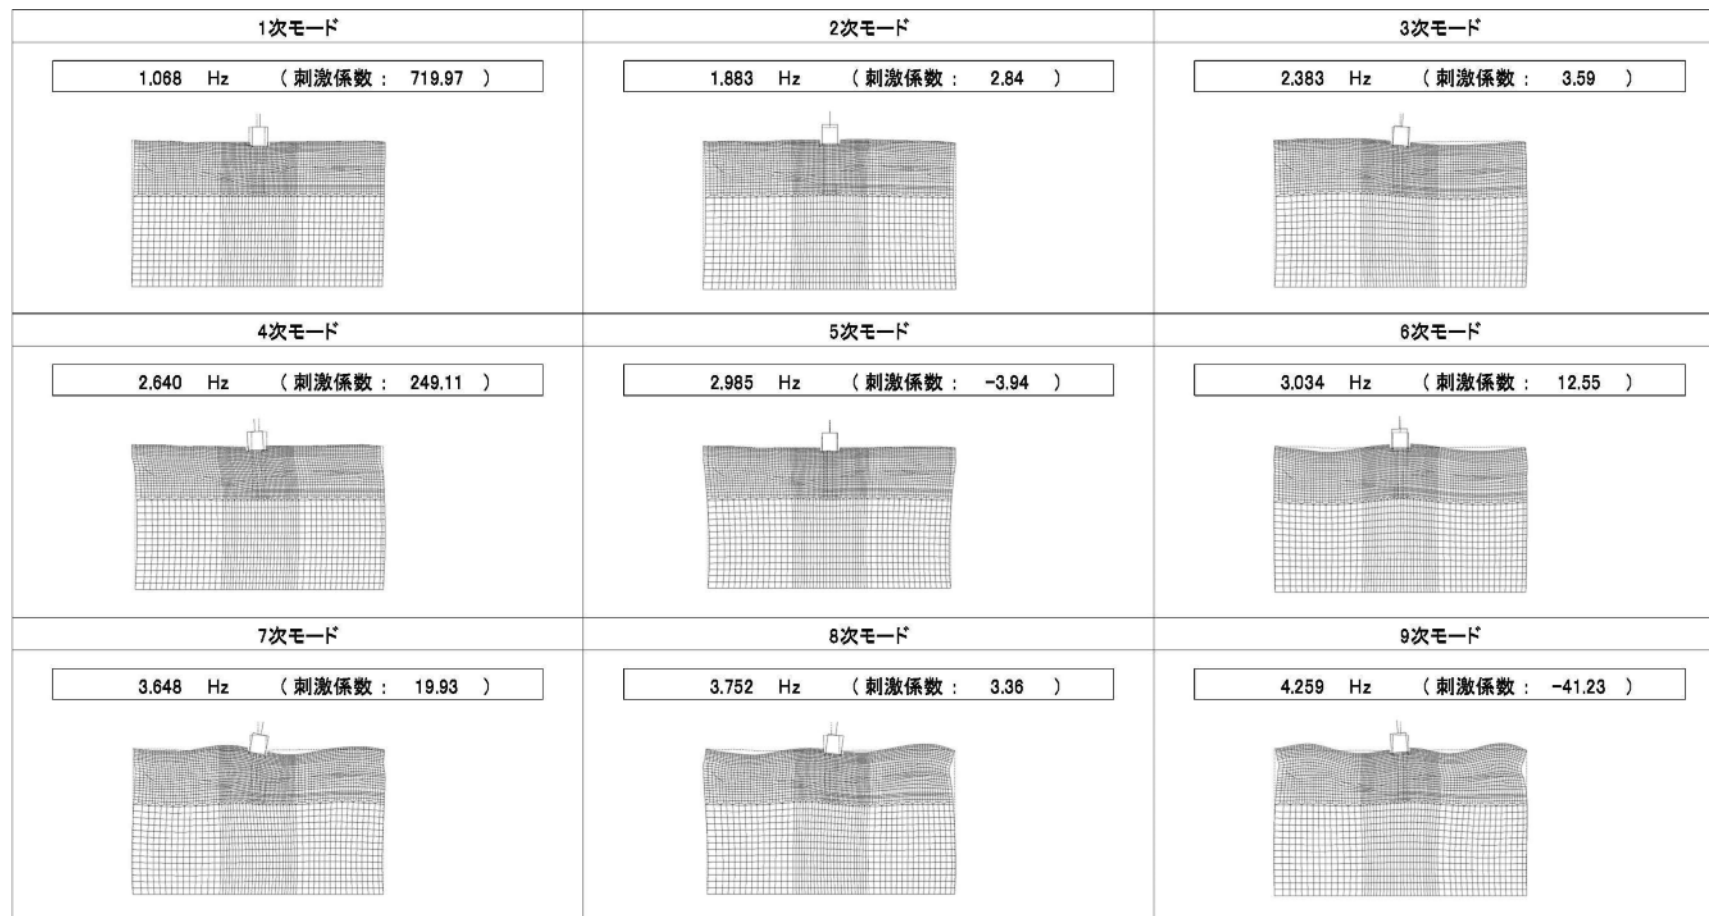 1次モード 2次モード 3次モード
1.068 Hz （ 刺激係数 ： 719.97 ） 1.883 Hz （ 刺激係数 ： 2.84 ） 2.383 Hz （ 刺激係数 ： 3.59 ）
4次モード 5次モード 6次モード
2.640 Hz （ 刺激係数 ： 249.11 ） 2.985 Hz （ 刺激係数 ： -3.94 ） 3.034 Hz （ 刺激係数 ： 12.55 ）
7次モード 8次モード 9次モード
3.648 Hz （ 刺激係数 ： 19.93 ） 3.752 Hz （ 刺激係数 ： 3.36 ） 4.259 Hz （ 刺激係数 ： -41.23 ）